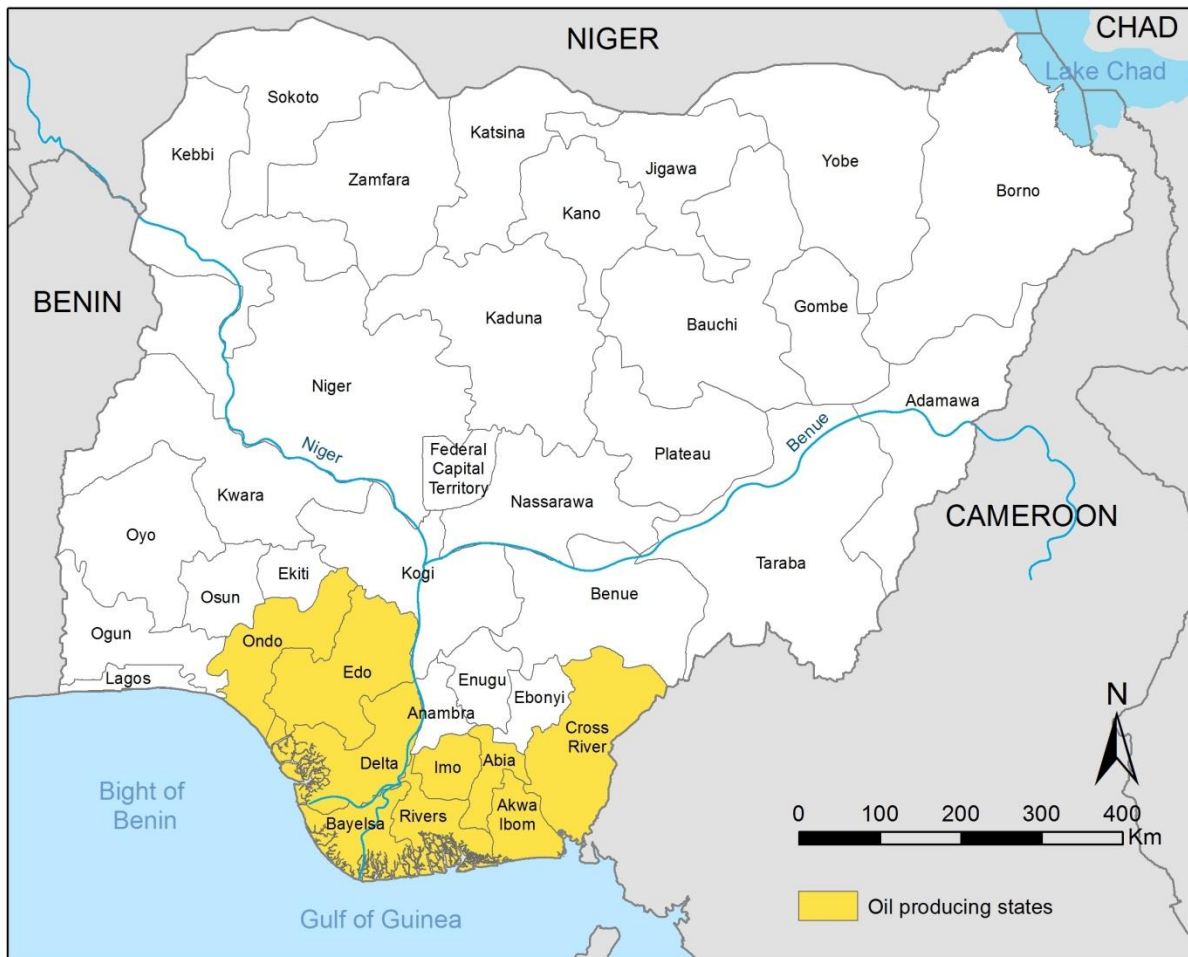 NIGER
CHAD
Lake Chad
Sokoto
Katsina
Kebbi
Zamfara
Jigawa
Yobe
Borno
Kano
BENIN
Kaduna
Bauchi
Gombe
Niger
Adamawa
Niger
Federal
Capital
Territory
Plateau
Benue
Kwara
Nassarawa
CAMEROON
Oyo
Ekiti
Kogi
Taraba
Osun
Benue
Ogun
Ondo
Edo
Lagos
Enugu
Ebonyi
Anambra
N
Cross
River
Delta
Imo
Abia
Bight of
Benin
Bayelsa
Rivers
Akwa
Ibom
0 100 200 300 400
Km
Gulf of Guinea
Oil producing states